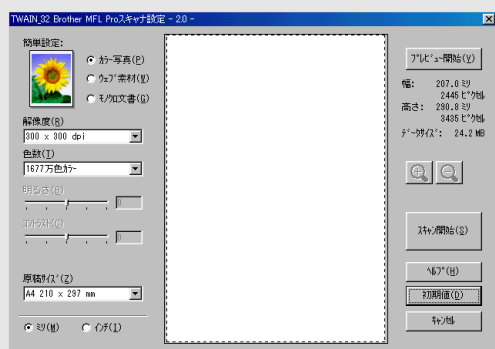 TWAIN_32 Brother MFL Proスキャナ設定 - 2.0 -
簡単設定:
ｶﾗｰ写真(P)
ｳｪﾌﾞ素材(W)
ﾓﾉｸﾛ文書(G)
解像度(R)
300 x 300 dpi
色数(T)
1677万色ｶﾗｰ
明るさ(B)
0
ｺﾝﾄﾗｽﾄ(C)
0
原稿ｻｲｽﾞ(Z)
A4 210 x 297 mm
ﾐﾘ(M)
ｲﾝﾁ(I)
ﾌﾟﾚﾋﾞｭｰ開始(Y)
幅: 207.0 ﾐﾘ
2445 ﾋﾟｸｾﾙ
高さ: 290.8 ﾐﾘ
3435 ﾋﾟｸｾﾙ
ﾃﾞｰﾀｻｲｽﾞ: 24.2 MB
ｽｷｬﾝ開始(S)
ﾍﾙﾌﾟ(H)
初期値(D)
ｷｬﾝｾﾙ